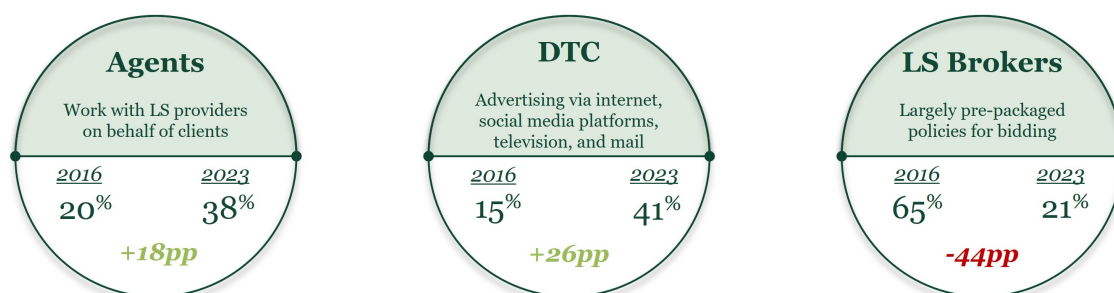 Agents
Work with LS providers
on behalf of clients
2016 2023
20% 38%
+18pp
DTC
Advertising via internet,
social media platforms,
television, and mail
2016 2023
15% 41%
+26pp
LS Brokers
Largely pre-packaged
policies for bidding
2016 2023
65% 21%
-44pp